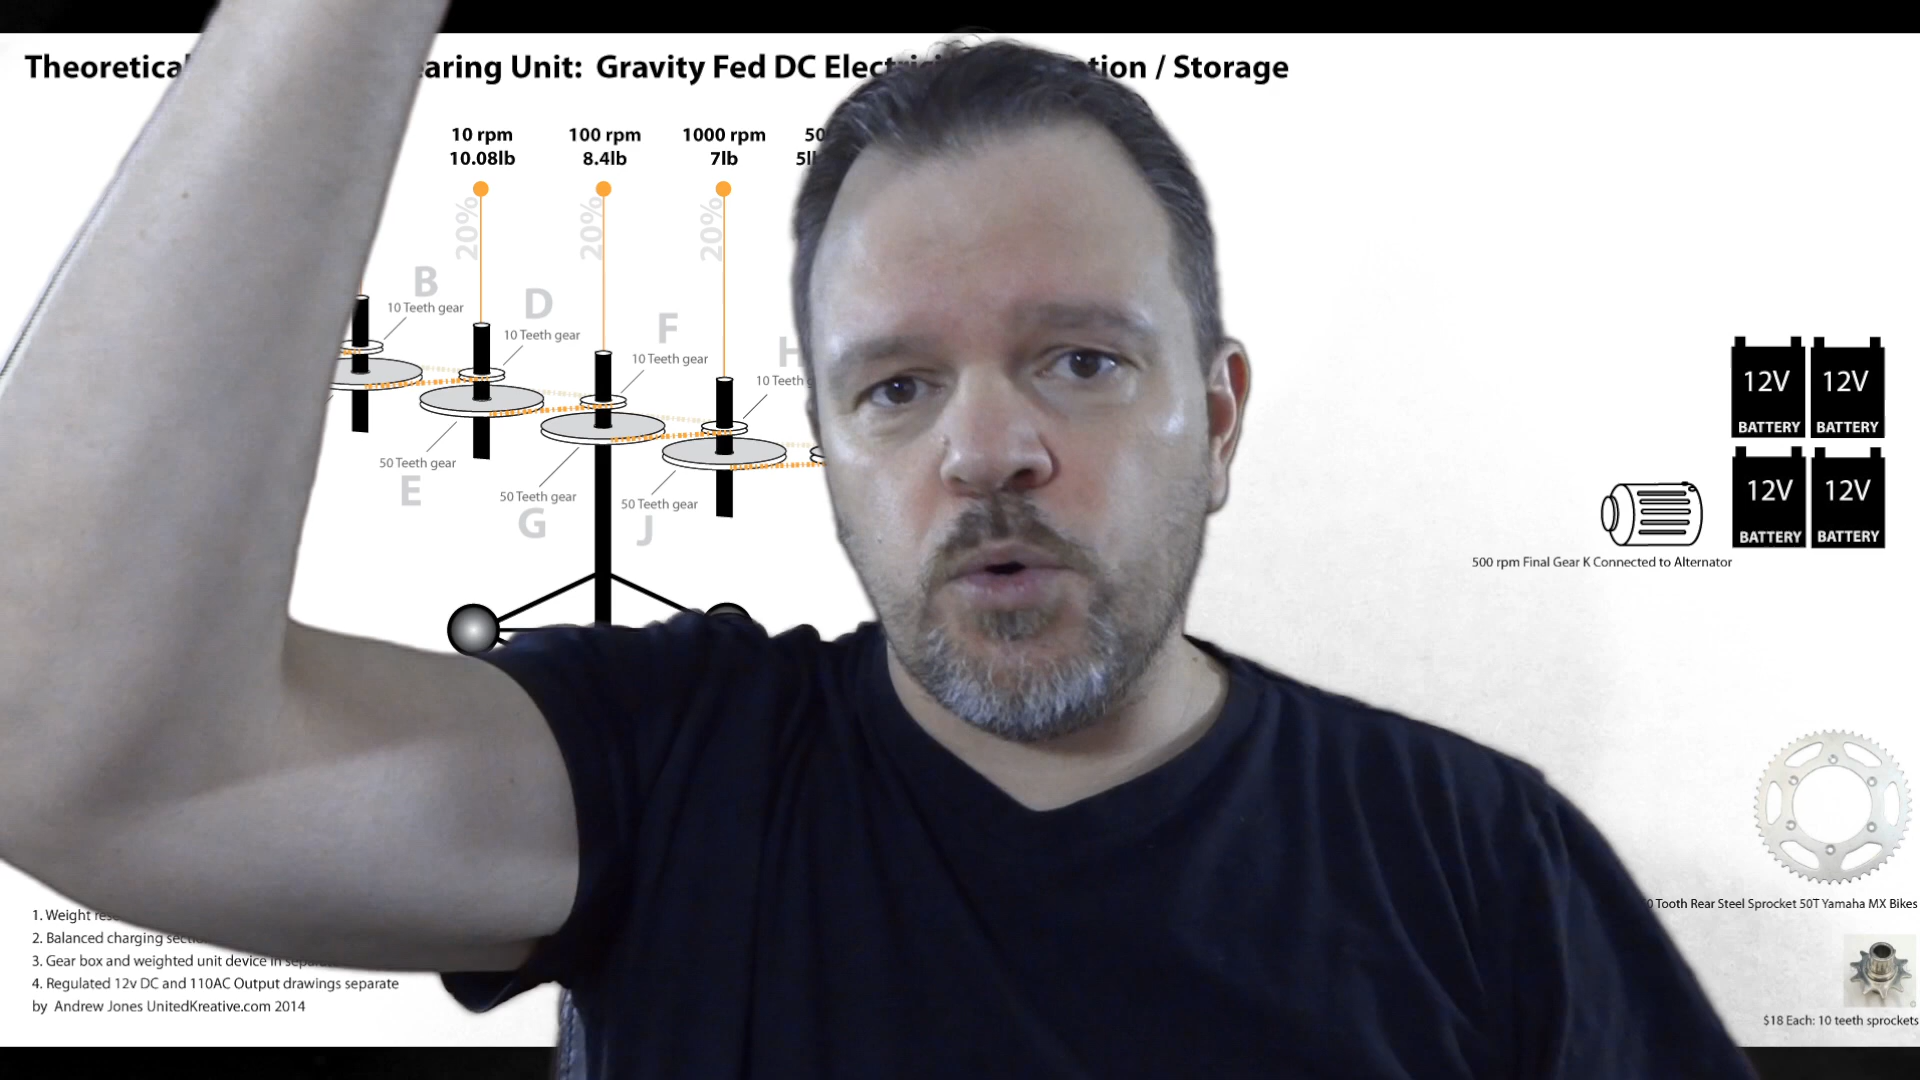 Theoretical
earing Unit: Gravity Fed DC
/ Storage
10 rpm
10.08lb
100 rpm
8.4lb
1000 rpm
7lb
20%
20%
20%
B
10 Teeth gear
D
10 Teeth gear
F
10 Teeth gear
H
10 Teeth
50 Teeth gear
E
50 Teeth gear
G
50 Teeth gear
J
12V
BATTERY
12V
BATTERY
12V
BATTERY
12V
BATTERY
500 rpm Final Gear K Connected to Alternator
Tooth Rear Steel Sprocket 50T Yamaha MX Bikes
$18 Each: 10 teeth sprockets
1. Weight
2. Balanced charging
3. Gear box and weighted unit device in
4. Regulated 12v DC and 110AC Output drawings separate
by Andrew Jones UnitedKreative.com 2014